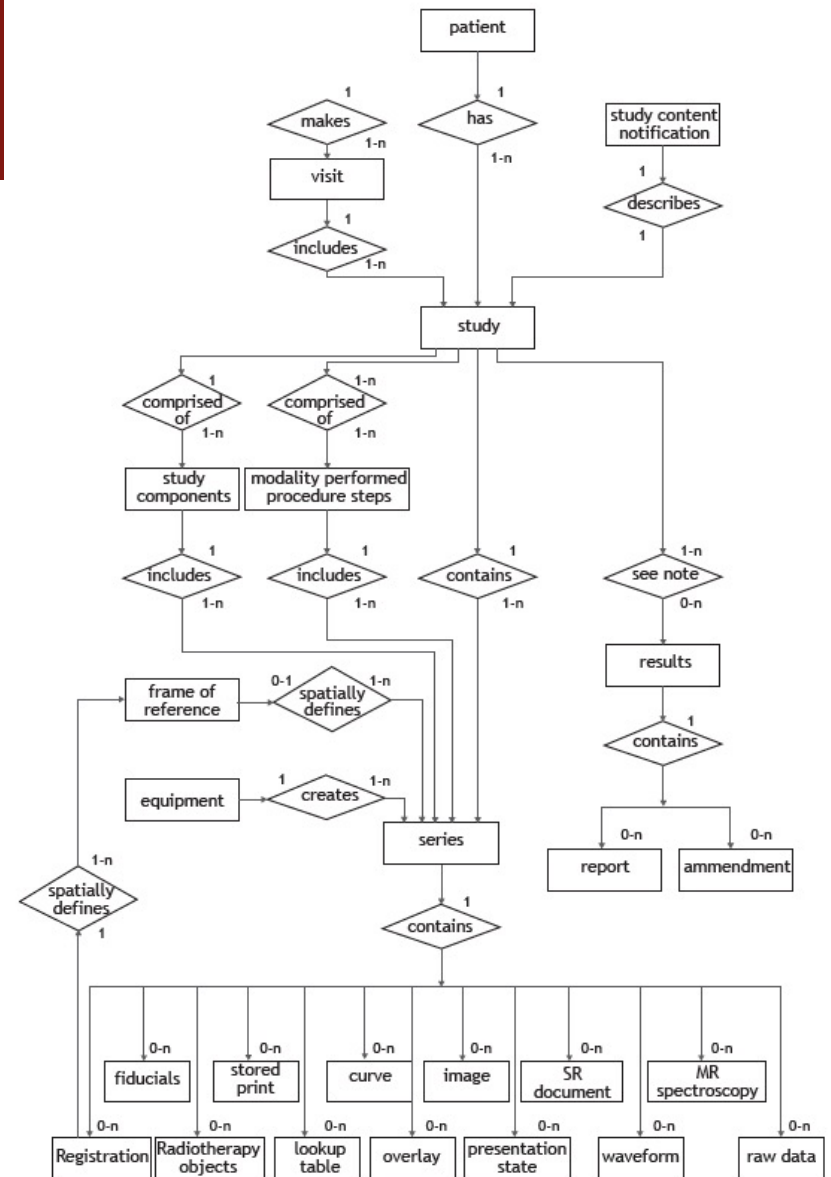 patient
1
1
makes
has
study content
notification
1-n
1-n
1
visit
describes
1
1
includes
1-n
study
1
1-n
comprised
of
comprised
of
1-n
1-n
study
components
modality performed
procedure steps
1
1
1
1-n
includes
includes
contains
see note
1-n
1-n
1-n
0-n
results
frame of
reference
0-1
spatially
defines
1-n
1
contains
equipment
1
creates
1-n
series
0-n
0-n
report
ammendment
1-n
spatially
defines
1
1
contains
0-n
0-n
0-n
0-n
0-n
0-n
fiducials
stored
print
curve
image
SR
document
MR
spectroscopy
0-n
0-n
0-n
0-n
0-n
0-n
0-n
Registration
Radiotherapy
objects
lookup
table
overlay
presentation
state
waveform
raw data